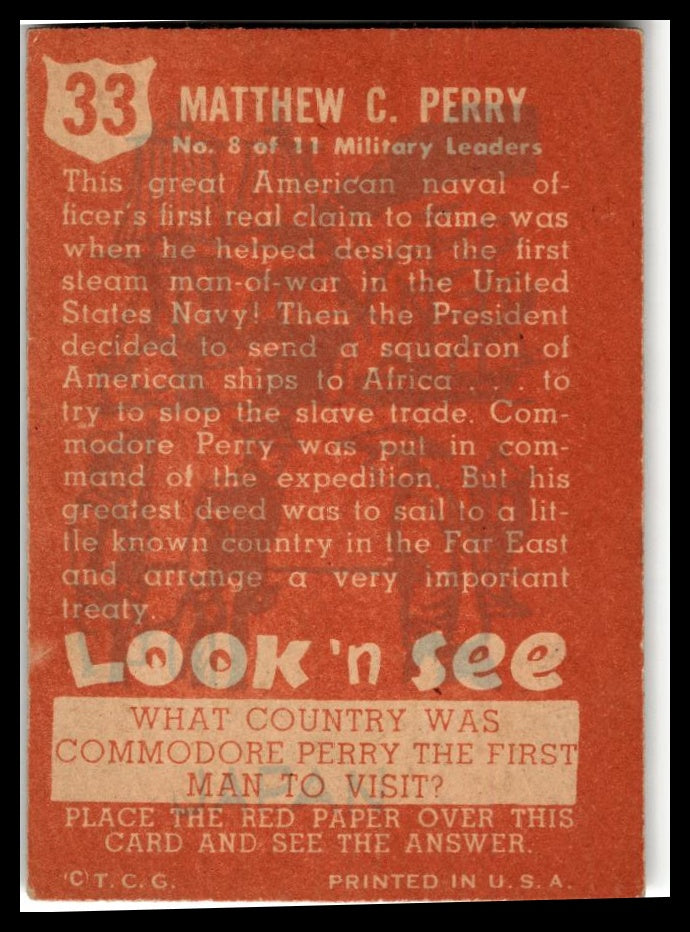 33
MATTHEW C. PERRY
No. 8 of 11 Military Leaders
This great American naval of-
ficer's first real claim to fame was
when he helped design the first
steam man-of-war in the United
States Navy! Then the President
decided to send a squadron of
American ships to Africa . . . to
try to stop the slave trade. Com-
modore Perry was put in com-
mand of the expedition. But his
greatest deed was to sail to a lit-
tle known country in the Far East
and arrange a very important
treaty.
LOOK 'n SEE
WHAT COUNTRY WAS
COMMODORE PERRY THE FIRST
MAN TO VISIT?
JAPAN
PLACE THE RED PAPER OVER THIS
CARD AND SEE THE ANSWER.
(C) T. C. G. PRINTED IN U. S. A.